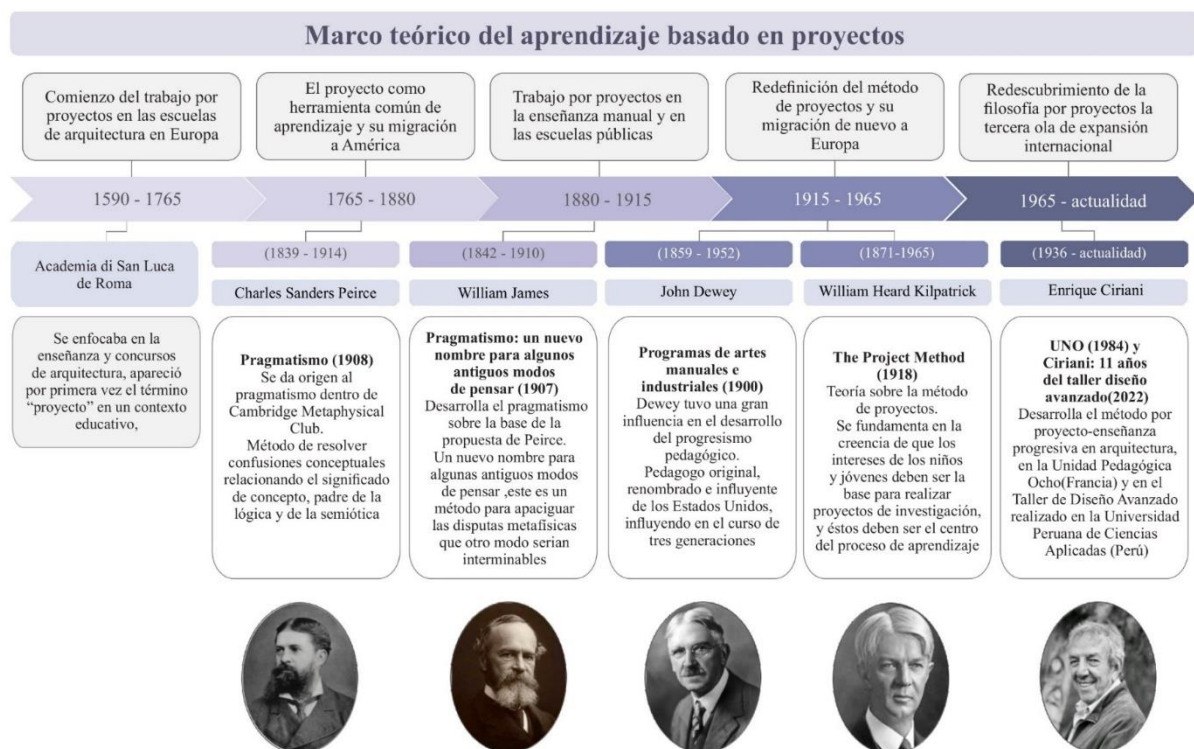 Marco teórico del aprendizaje basado en proyectos
Comienzo del trabajo por
proyectos en las escuelas
de arquitectura en Europa
El proyecto como
herramienta común de
aprendizaje y su migración
a América
Trabajo por proyectos en
la enseñanza manual y en
las escuelas públicas
Redefinición del método
de proyectos y su
migración de nuevo a
Europa
Redescubrimiento de la
filosofía por proyectos la
tercera ola de expansión
internacional
1590 - 1765
1765 - 1880
1880 - 1915
1915 - 1965
1965 - actualidad
Academia di San Luca
de Roma
Se enfocaba en la
enseñanza y concursos
de arquitectura, apareció
por primera vez el término
“proyecto” en un contexto
educativo,
(1839 - 1914)
Charles Sanders Peirce
Pragmatismo (1908)
Se da origen al
pragmatismo dentro de
Cambridge Metaphysical
Club.
Método de resolver
confusiones conceptuales
relacionando el significado
de concepto, padre de la
lógica y de la semiótica
(1842 - 1910)
William James
Pragmatismo: un nuevo
nombre para algunos
antiguos modos
de pensar (1907)
Desarrolla el pragmatismo
sobre la base de la
propuesta de Peirce.
Un nuevo nombre para
algunas antiguos modos
de pensar ,este es un
método para apaciguar
las disputas metafísicas
que otro modo serian
interminables
(1859 - 1952)
John Dewey
Programas de artes
manuales e
industriales (1900)
Dewey tuvo una gran
influencia en el desarrollo
del progresismo
pedagógico.
Pedagogo original,
renombrado e influyente
de los Estados Unidos,
influyendo en el curso de
tres generaciones
(1871-1965)
William Heard Kilpatrick
The Project Method
(1918)
Teoría sobre la método
de proyectos.
Se fundamenta en la
creencia de que los
intereses de los niños
y jóvenes deben ser la
base para realizar
proyectos de investigación,
y éstos deben ser el centro
del proceso de aprendizaje
(1936 - actualidad)
Enrique Ciriani
UNO (1984) y
Ciriani: 11 años
del taller diseño
avanzado(2022)
Desarrolla el método por
proyecto-enseñanza
progresiva en arquitectura,
en la Unidad Pedagógica
Ocho(Francia) y en el
Taller de Diseño Avanzado
realizado en la Universidad
Peruana de Ciencias
Aplicadas (Perú)